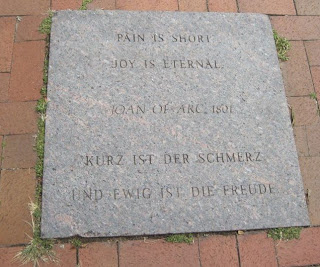 PAIN IS SHORT
JOY IS ETERNAL.
JOAN OF ARC, 1801
KURZ IST DER SCHMERZ
UND EWIG IST DIE FREUDE